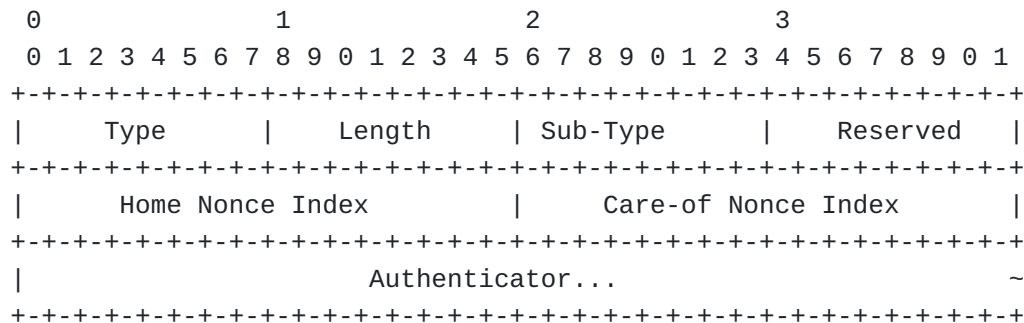 0               1               2               3
 0 1 2 3 4 5 6 7 8 9 0 1 2 3 4 5 6 7 8 9 0 1 2 3 4 5 6 7 8 9 0 1
+-+-+-+-+-+-+-+-+-+-+-+-+-+-+-+-+-+-+-+-+-+-+-+-+-+-+-+-+-+-+-+-+
|     Type      |    Length     | Sub-Type      |    Reserved   |
+-+-+-+-+-+-+-+-+-+-+-+-+-+-+-+-+-+-+-+-+-+-+-+-+-+-+-+-+-+-+-+-+
|      Home Nonce Index         |     Care-of Nonce Index       |
+-+-+-+-+-+-+-+-+-+-+-+-+-+-+-+-+-+-+-+-+-+-+-+-+-+-+-+-+-+-+-+-+
|                      Authenticator...                         ~
+-+-+-+-+-+-+-+-+-+-+-+-+-+-+-+-+-+-+-+-+-+-+-+-+-+-+-+-+-+-+-+-+